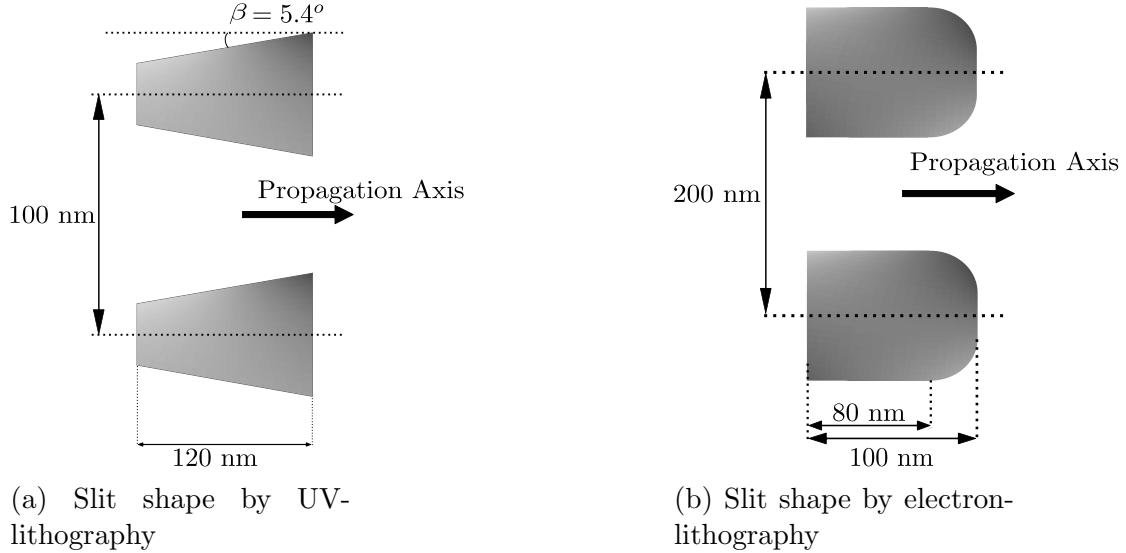 β = 5.4°
Propagation Axis
100 nm
120 nm
(a) Slit shape by UV-
lithography
Propagation Axis
200 nm
80 nm
100 nm
(b) Slit shape by electron-
lithography